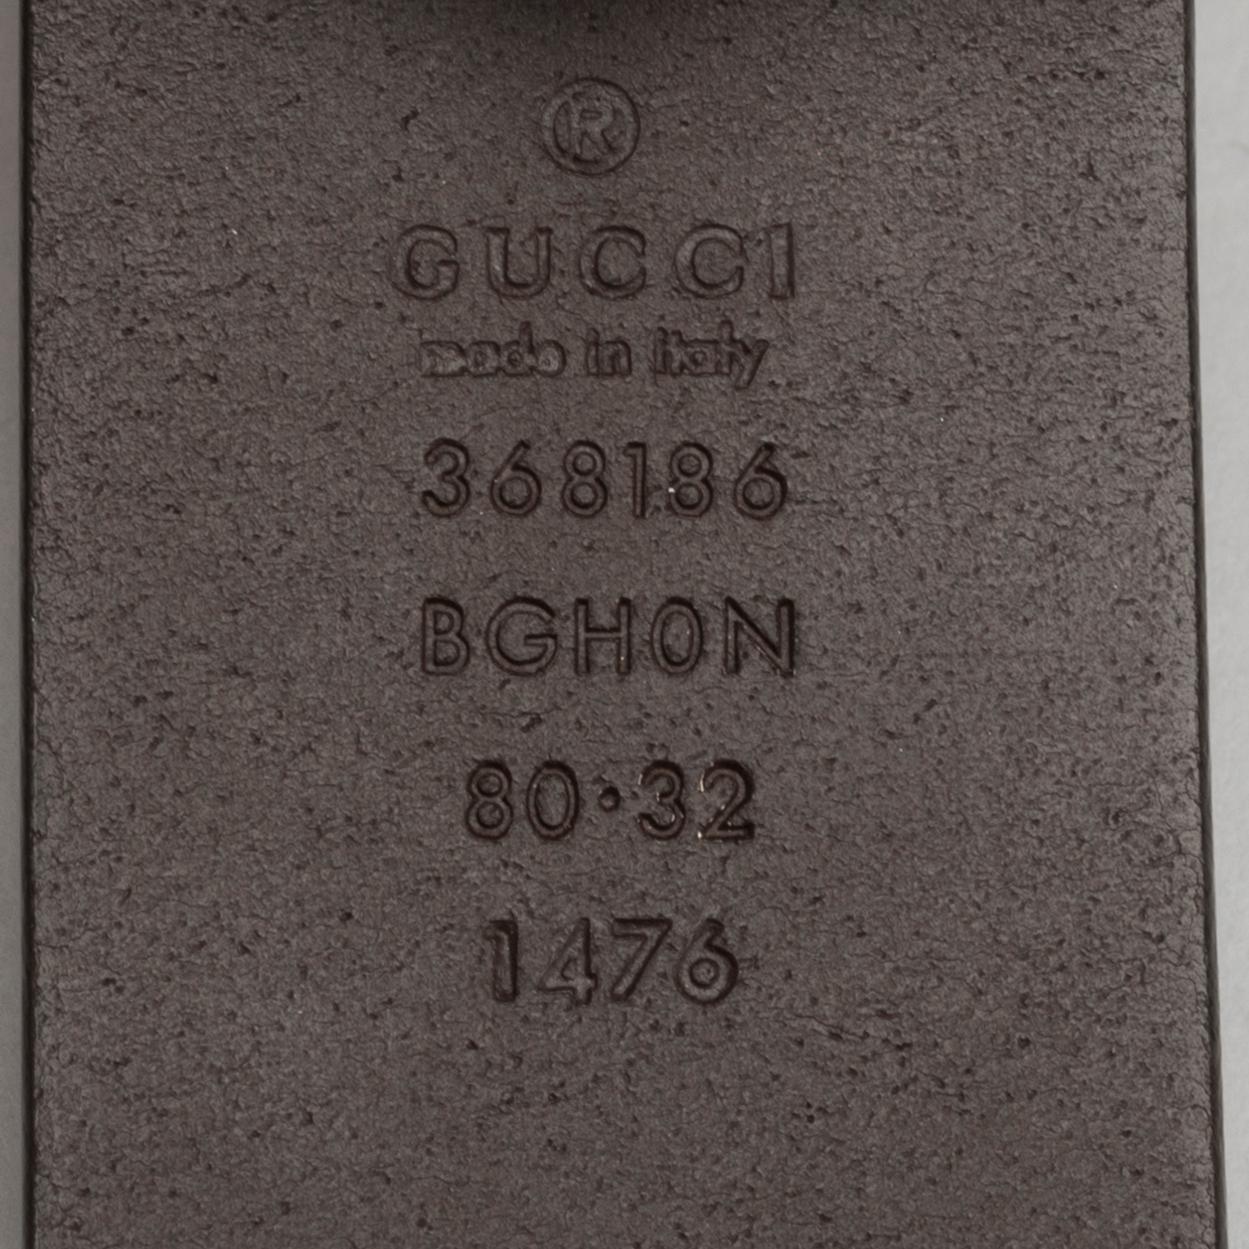 ®
GUCCI
made in italy
368186
BGH0N
80·32
1476